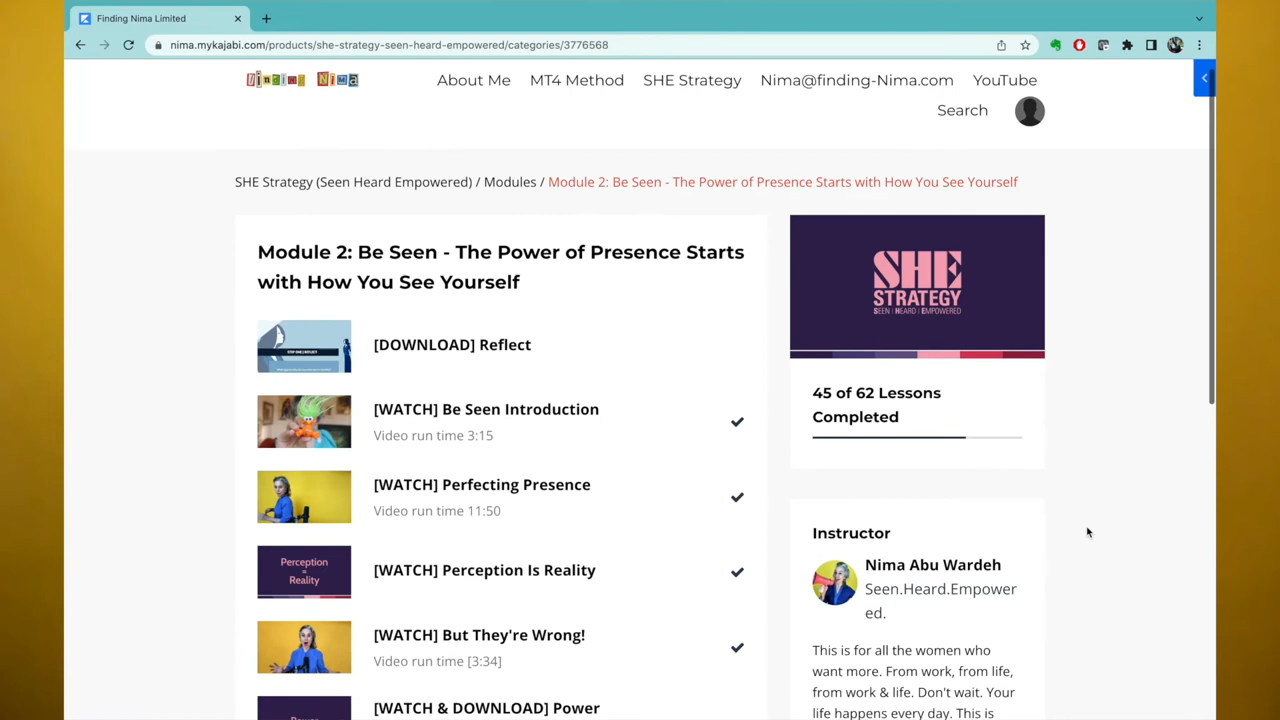 Finding Nima Limited
nima.mykajabi.com/products/she-strategy-seen-heard-empowered/categories/3776568
finding Nima
About Me
MT4 Method
SHE Strategy
Nima@finding-Nima.com
YouTube
Search
SHE Strategy (Seen Heard Empowered) / Modules / Module 2: Be Seen - The Power of Presence Starts with How You See Yourself
Module 2: Be Seen - The Power of Presence Starts
with How You See Yourself
STOP AND REFLECT
[DOWNLOAD] Reflect
[WATCH] Be Seen Introduction
Video run time 3:15
[WATCH] Perfecting Presence
Video run time 11:50
Perception
=
Reality
[WATCH] Perception Is Reality
[WATCH] But They're Wrong!
Video run time [3:34]
Power
[WATCH & DOWNLOAD] Power
SHE
STRATEGY
SEEN | HEARD | EMPOWERED
45 of 62 Lessons
Completed
Instructor
Nima Abu Wardeh
Seen.Heard.Empower
ed.
This is for all the women who
want more. From work, from life,
from work & life. Don't wait. Your
life happens every day. This is